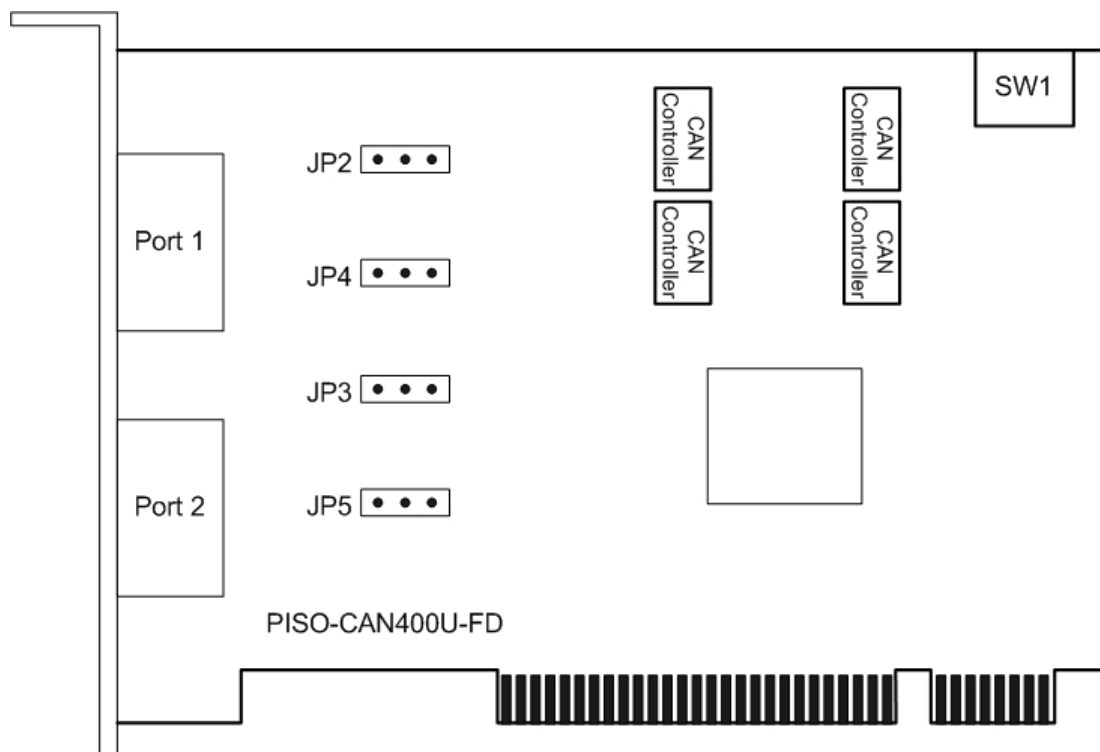 SW1
CAN
Controller
CAN
Controller
JP2
Port 1
CAN
Controller
CAN
Controller
JP4
JP3
Port 2
JP5
PISO-CAN400U-FD